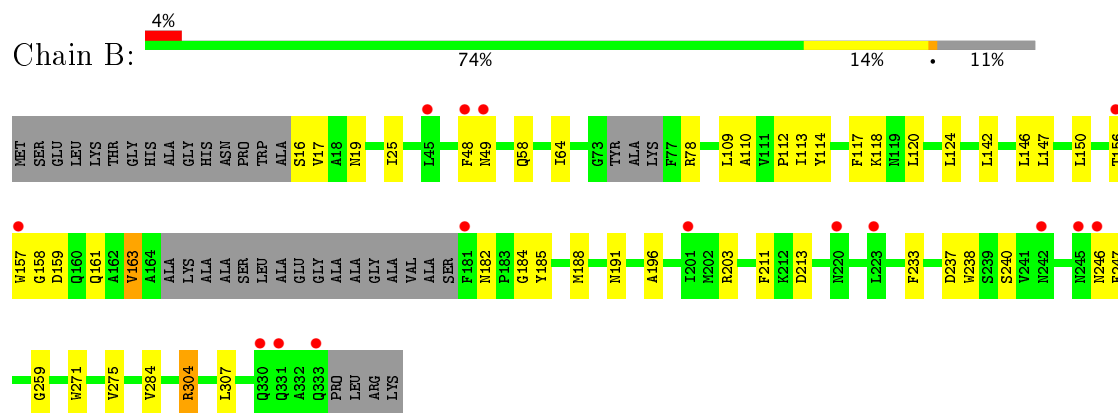 4%
Chain B:
74% 14% • 11%
MET SER GLU LEU LYS THR GLY HIS ALA GLY HIS ASN PRO TRP ALA S16 V17 A18 N19 I25 L45 F48 N49 Q58 I64 G73 TYR ALA LYS F77 R78 L109 A110 V111 P112 I113 Y114 F117 K118 N119 L120 L124 L142 L146 L147 L150 T156
W157 G158 D159 Q160 Q161 A162 V163 A164 ALA LYS ALA ALA SER LEU ALA GLU GLY ALA ALA GLY ALA VAL ALA SER F181 N182 P183 G184 Y185 M188 N191 A196 I201 M202 R203 F211 K212 D213 N220 L223 F233 D237 W238 S239 S240 V241 N242 N245 N246
G259 W271 V275 V284 R304 L307 Q330 Q331 A332 Q333 PRO LEU ARG LYS